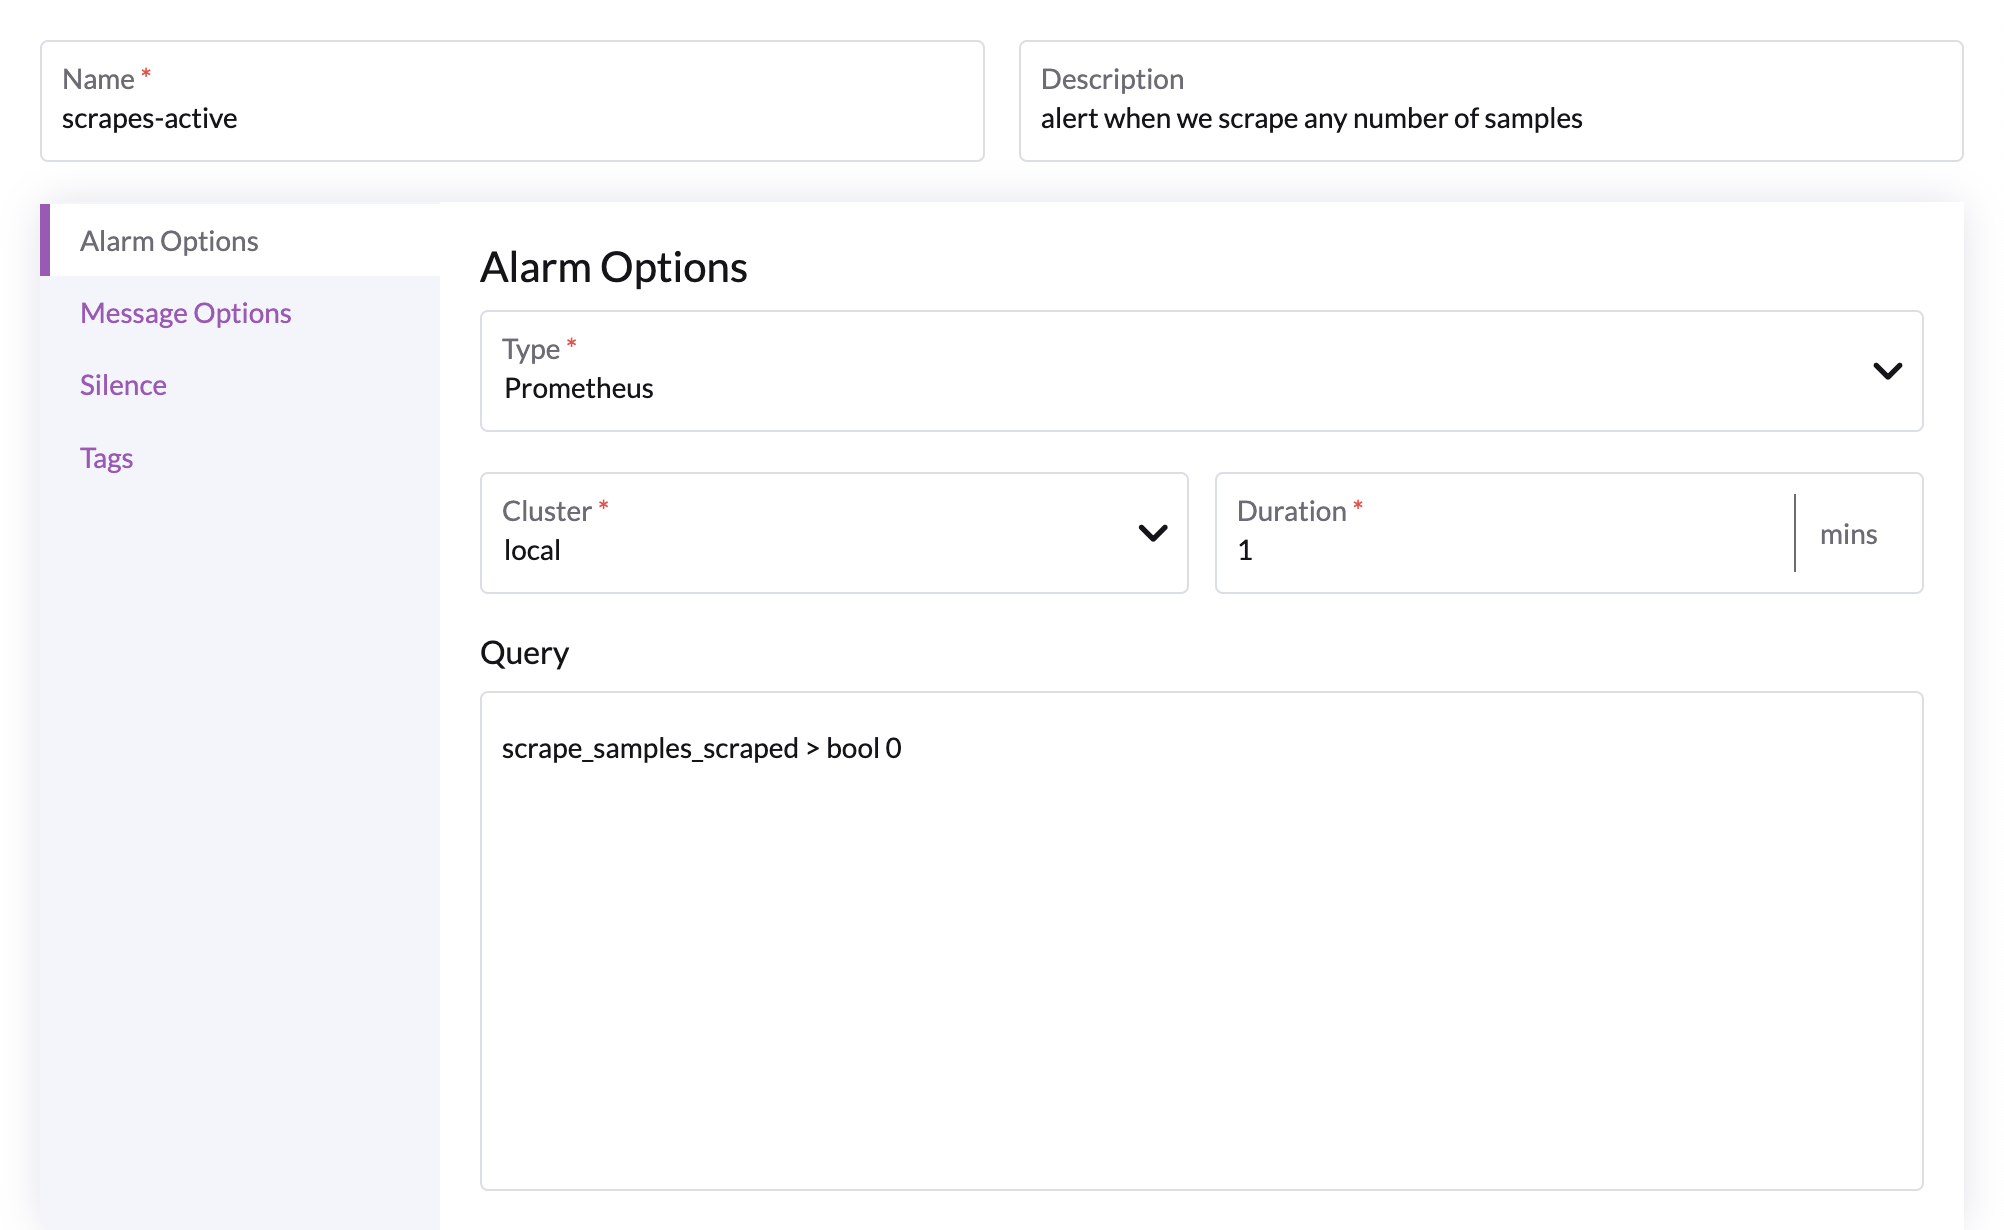 Name *
scrapes-active
Description
alert when we scrape any number of samples
Alarm Options
Message Options
Silence
Tags
Alarm Options
Type *
Prometheus
Cluster *
local
Duration *
1
mins
Query
scrape_samples_scraped > bool 0